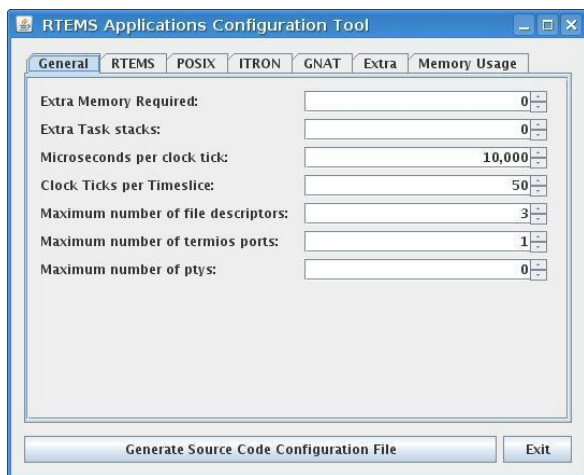 RTEMS Applications Configuration Tool
General RTEMS POSIX ITRON GNAT Extra Memory Usage
Extra Memory Required: 0
Extra Task stacks: 0
Microseconds per clock tick: 10,000
Clock Ticks per Timeslice: 50
Maximum number of file descriptors: 3
Maximum number of termios ports: 1
Maximum number of ptys: 0
Generate Source Code Configuration File Exit